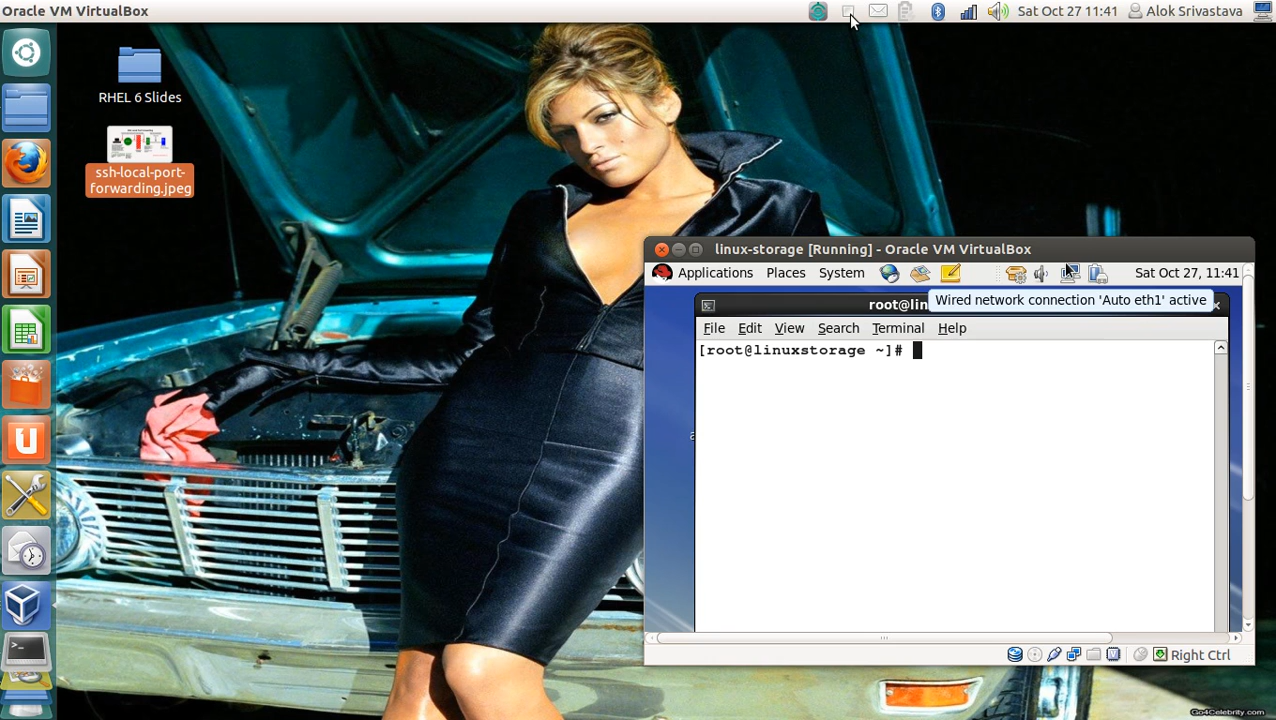 Oracle VM VirtualBox
Sat Oct 27 11:41
Alok Srivastava
RHEL 6 Slides
ssh-local-port-
forwarding.jpeg
linux-storage [Running] - Oracle VM VirtualBox
Applications Places System
Sat Oct 27, 11:41
Wired network connection 'Auto eth1' active
root@lin
File Edit View Search Terminal Help
[root@linuxstorage ~]#
Right Ctrl
Go4Celebrity.com